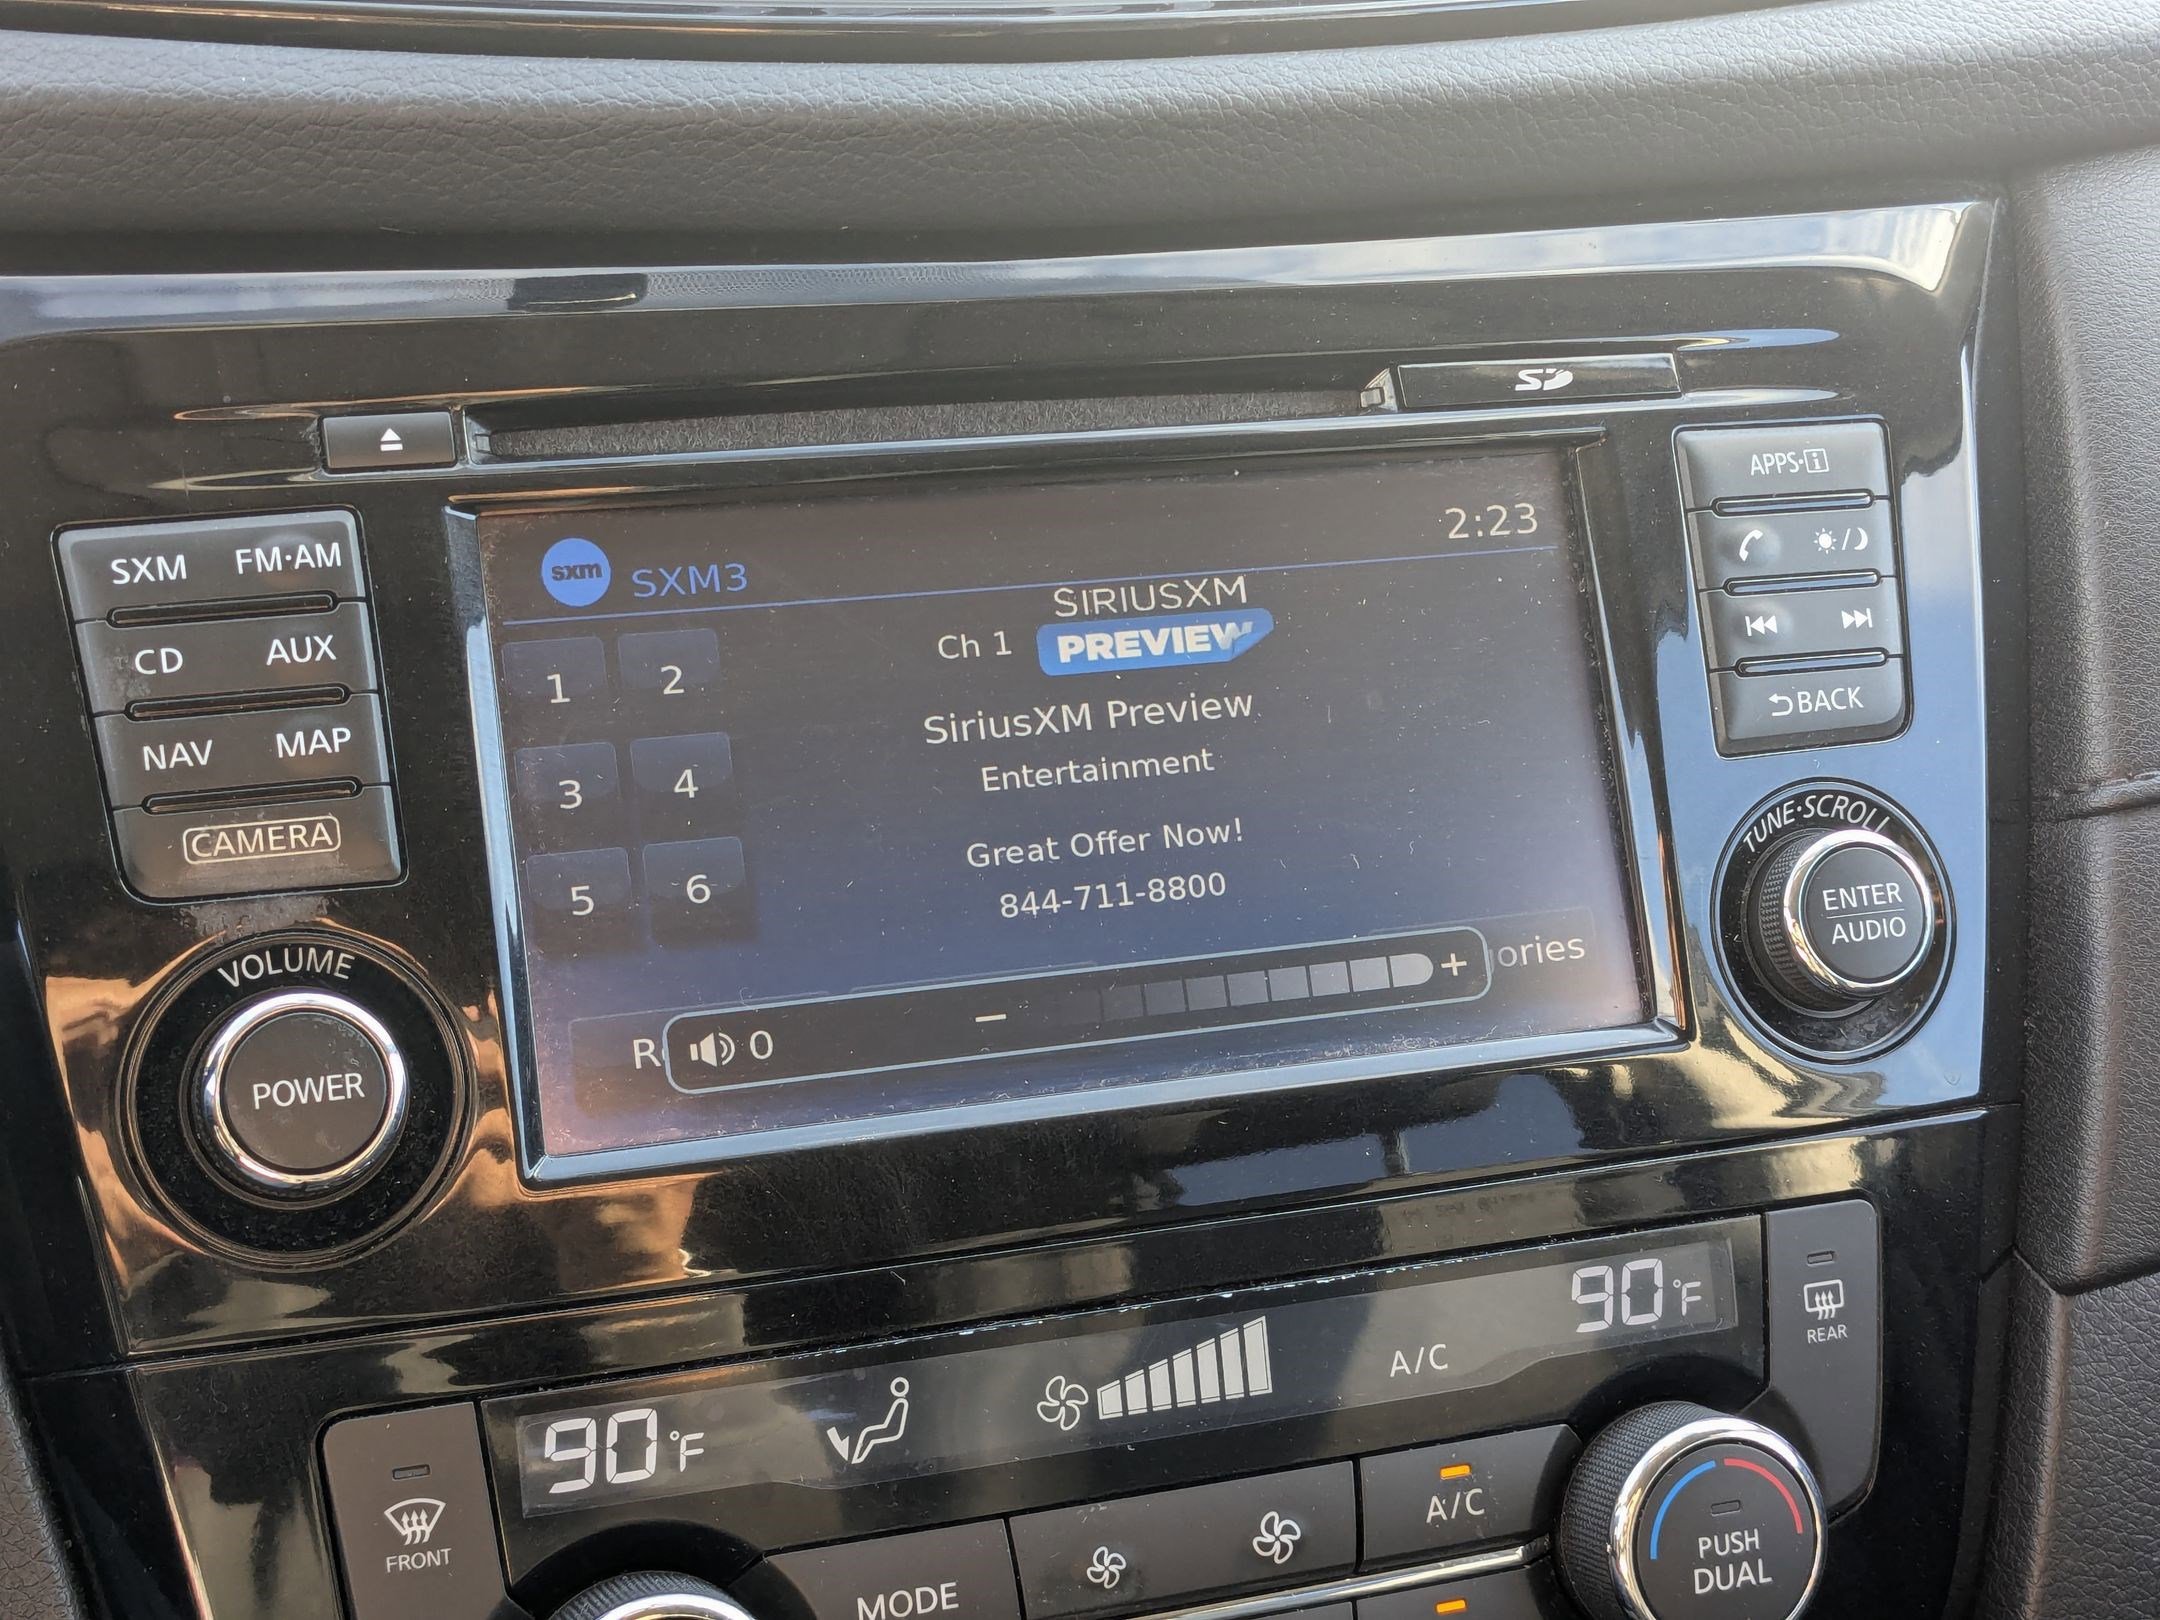 SD
APPS·i
SXM FM·AM
CD AUX
NAV MAP
CAMERA
VOLUME
POWER
sxm SXM3
2:23
SIRIUSXM
Ch 1 PREVIEW
SiriusXM Preview
Entertainment
Great Offer Now!
844-711-8800
1 2
3 4
5 6
R
0 − +
ories
BACK
TUNE·SCROLL
ENTER
AUDIO
90°F
A/C
90°F
REAR
FRONT
MODE
A/C
PUSH
DUAL